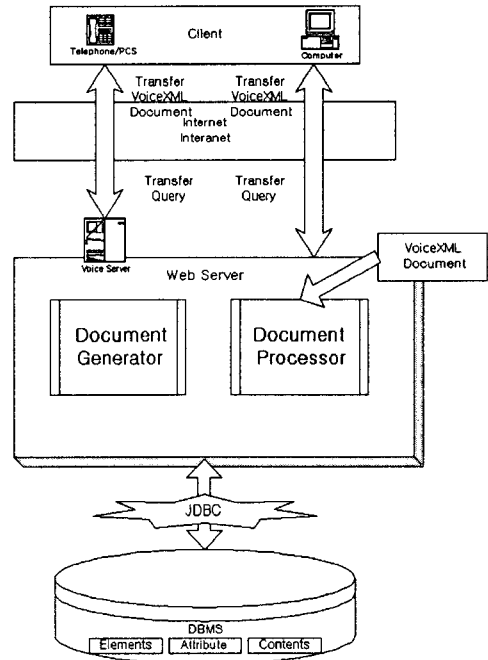 Client
Telephone/PCS
Computer
Transfer
VoiceXML
Document
Transfer
VoiceXML
Document
Internet
Interanet
Transfer
Query
Transfer
Query
Voice Server
VoiceXML
Document
Web Server
Document
Generator
Document
Processor
JDBC
DBMS
Elements
Attribute
Contents